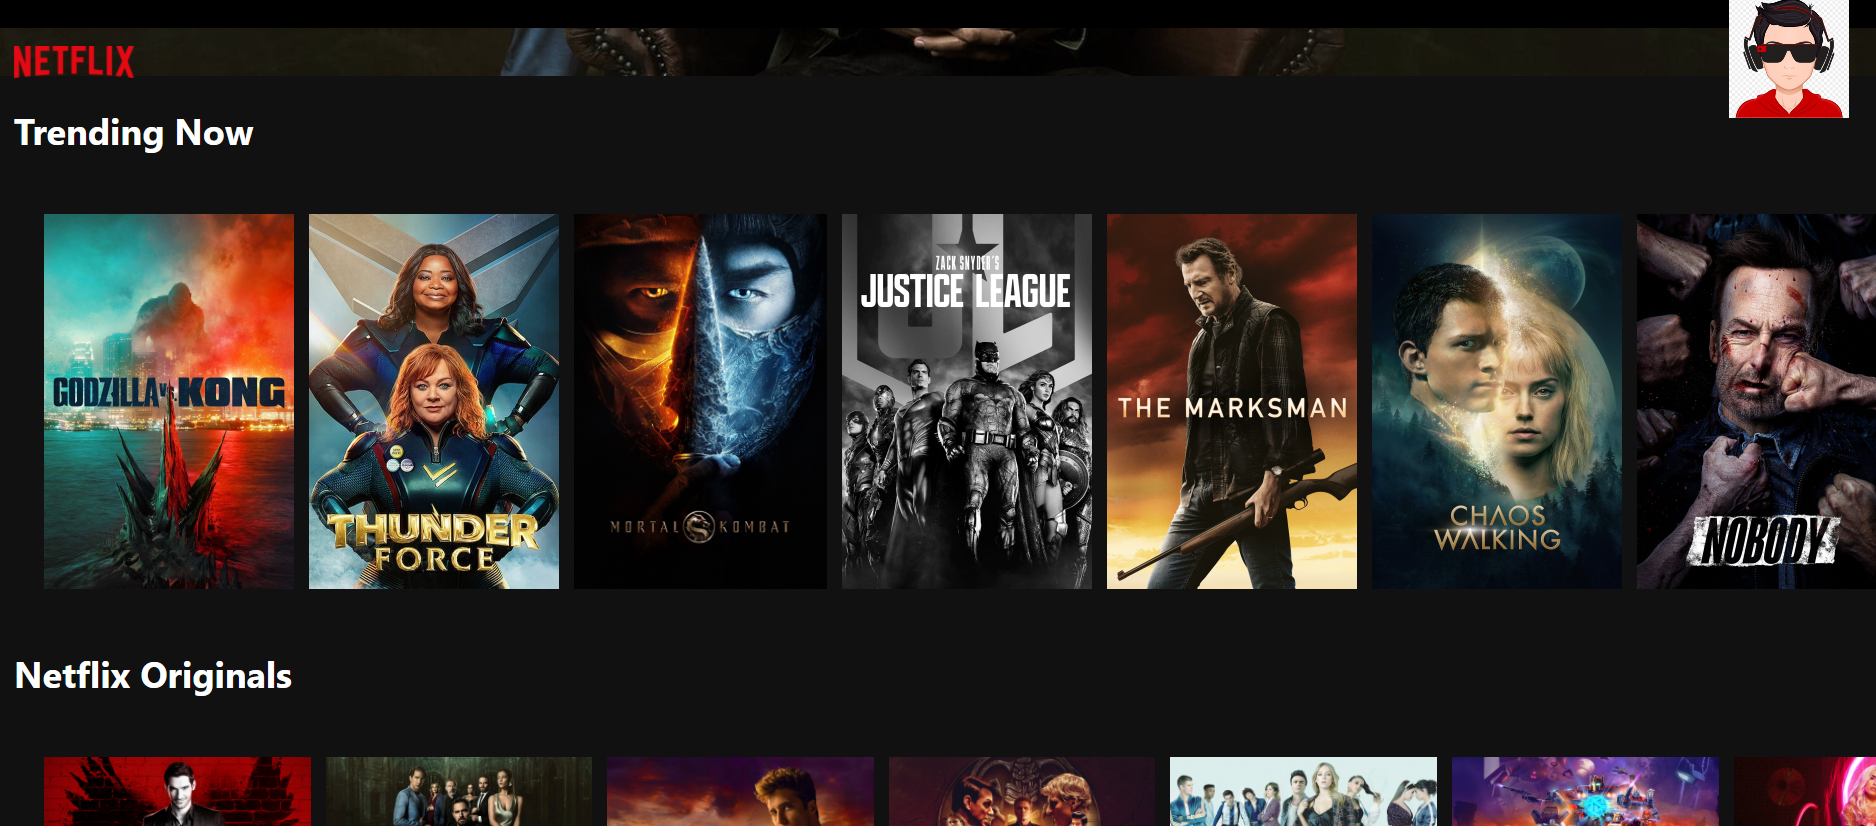 NETFLIX
Trending Now
GODZILLA vs. KONG
THUNDER
FORCE
MORTAL KOMBAT
ZACK SNYDER'S
JUSTICE LEAGUE
THE MARKSMAN
CHAOS
WALKING
NOBODY
Netflix Originals